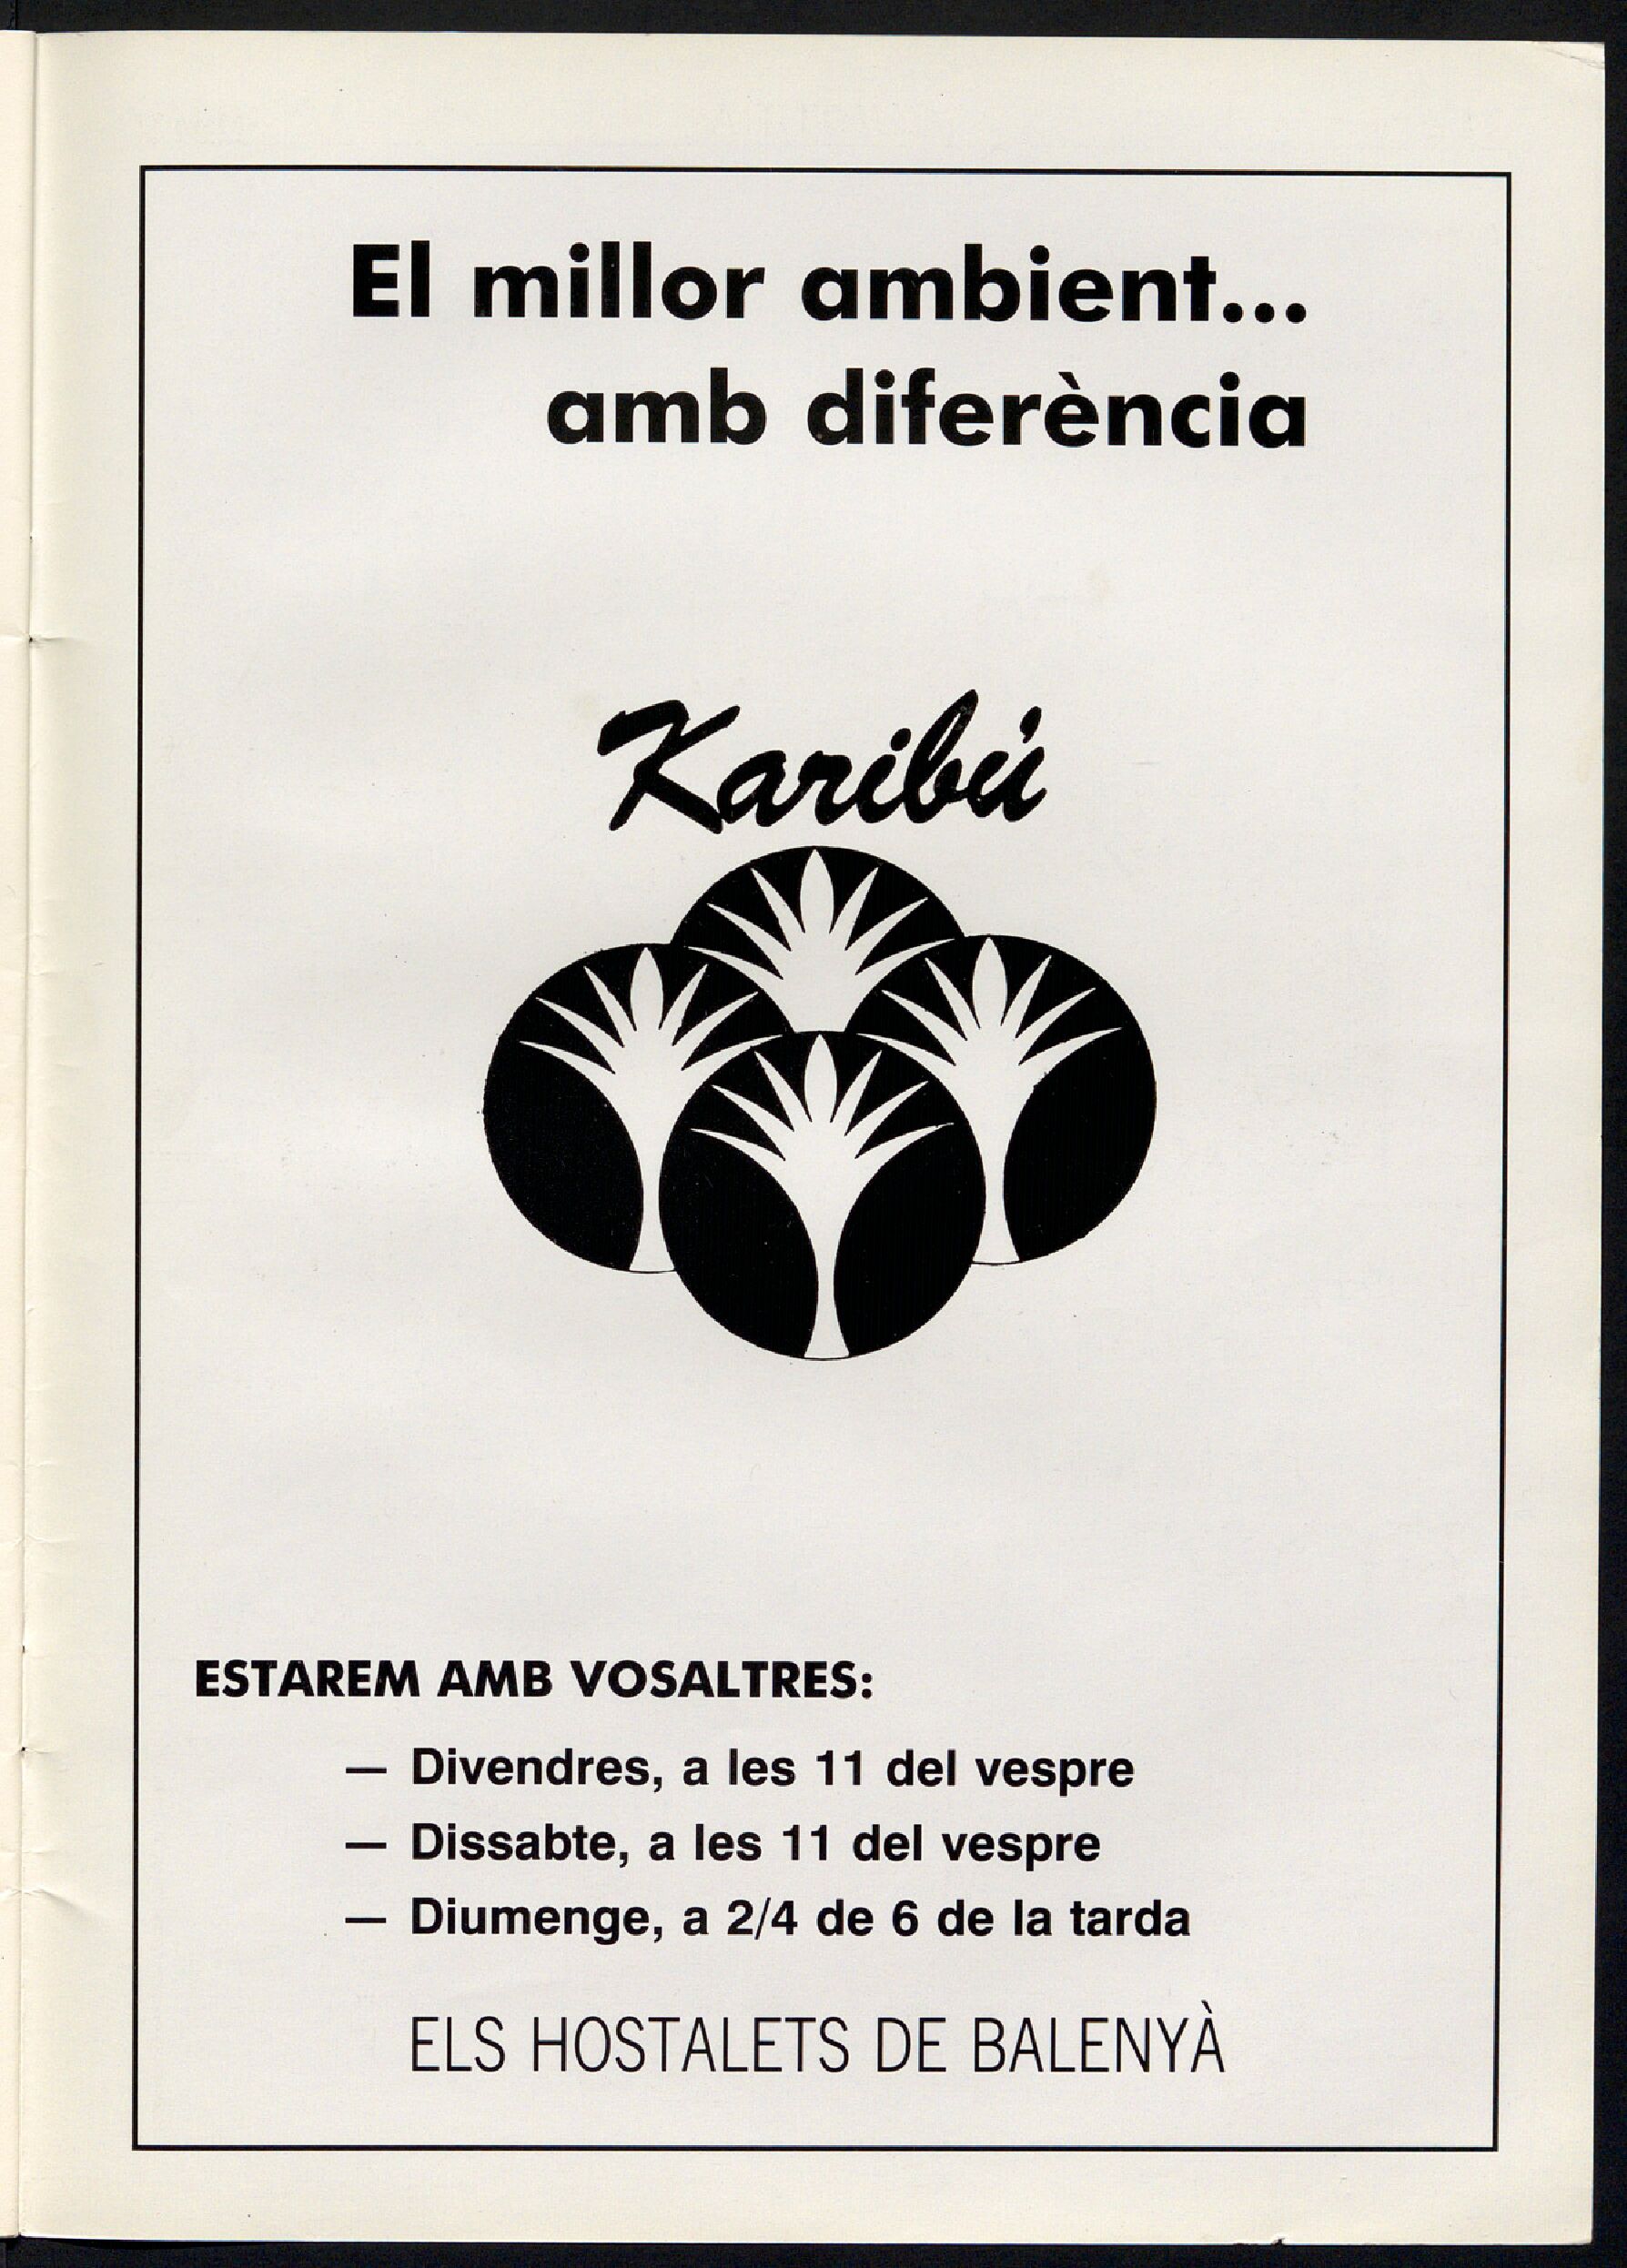 El millor ambient...
amb diferència
Karibú
ESTAREM AMB VOSALTRES:
— Divendres, a les 11 del vespre
— Dissabte, a les 11 del vespre
— Diumenge, a 2/4 de 6 de la tarda
ELS HOSTALETS DE BALENYÀ